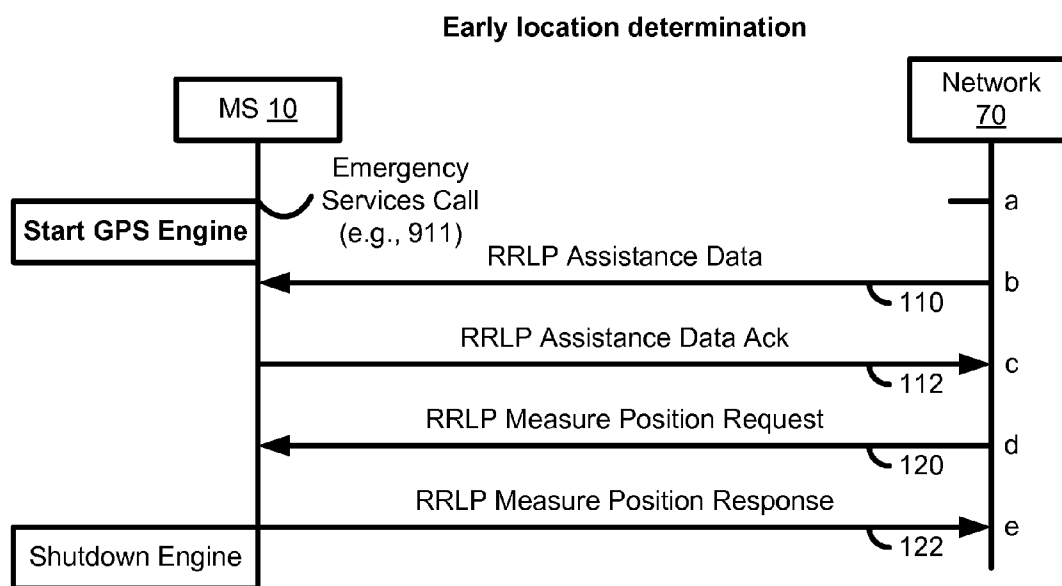 Early location determination
MS 10
Network
70
Emergency
Services Call
(e.g., 911)
a
Start GPS Engine
RRLP Assistance Data
b
110
RRLP Assistance Data Ack
c
112
RRLP Measure Position Request
d
120
RRLP Measure Position Response
e
122
Shutdown Engine